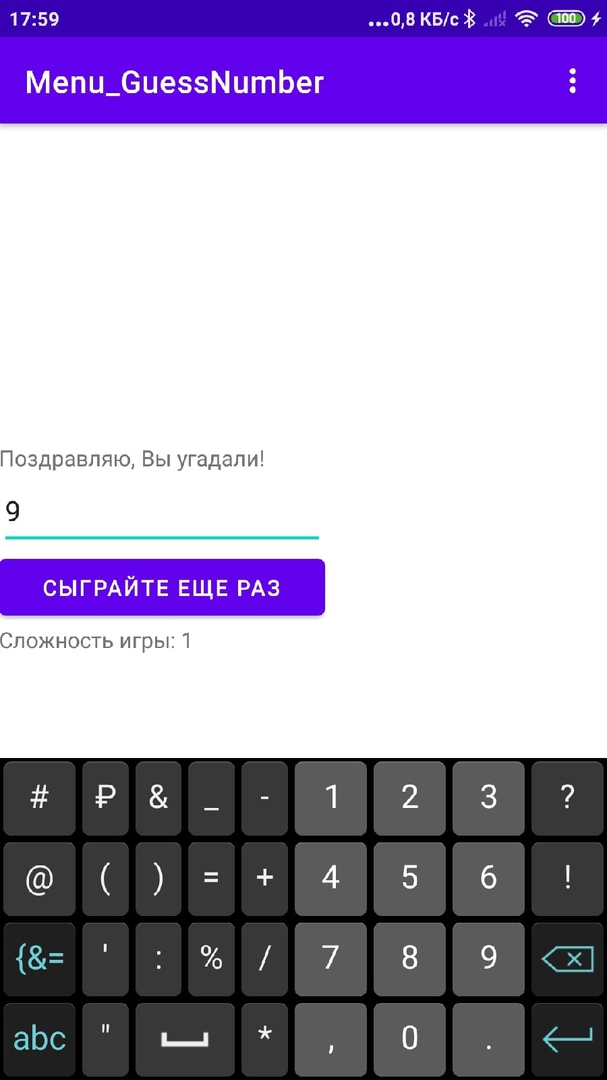 17:59 ...0,8 КБ/с 100
Menu_GuessNumber
Поздравляю, Вы угадали!
9
СЫГРАЙТЕ ЕЩЕ РАЗ
Сложность игры: 1
# ₽ & _ - 1 2 3 ?
@ ( ) = + 4 5 6 !
{&= ' : % / 7 8 9
abc " * , 0 .